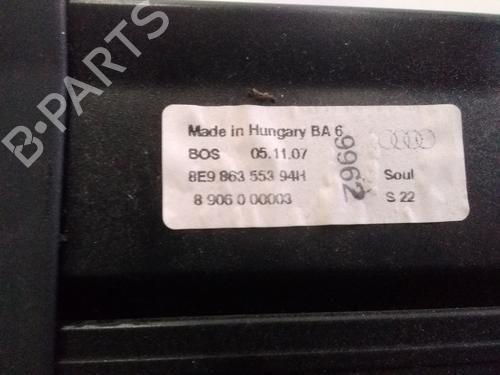 B-PARTS
Made in Hungary BA 6
BOS 05.11.07
8E9 863 553 94H Soul
8 906 0 00003 S 22
9962